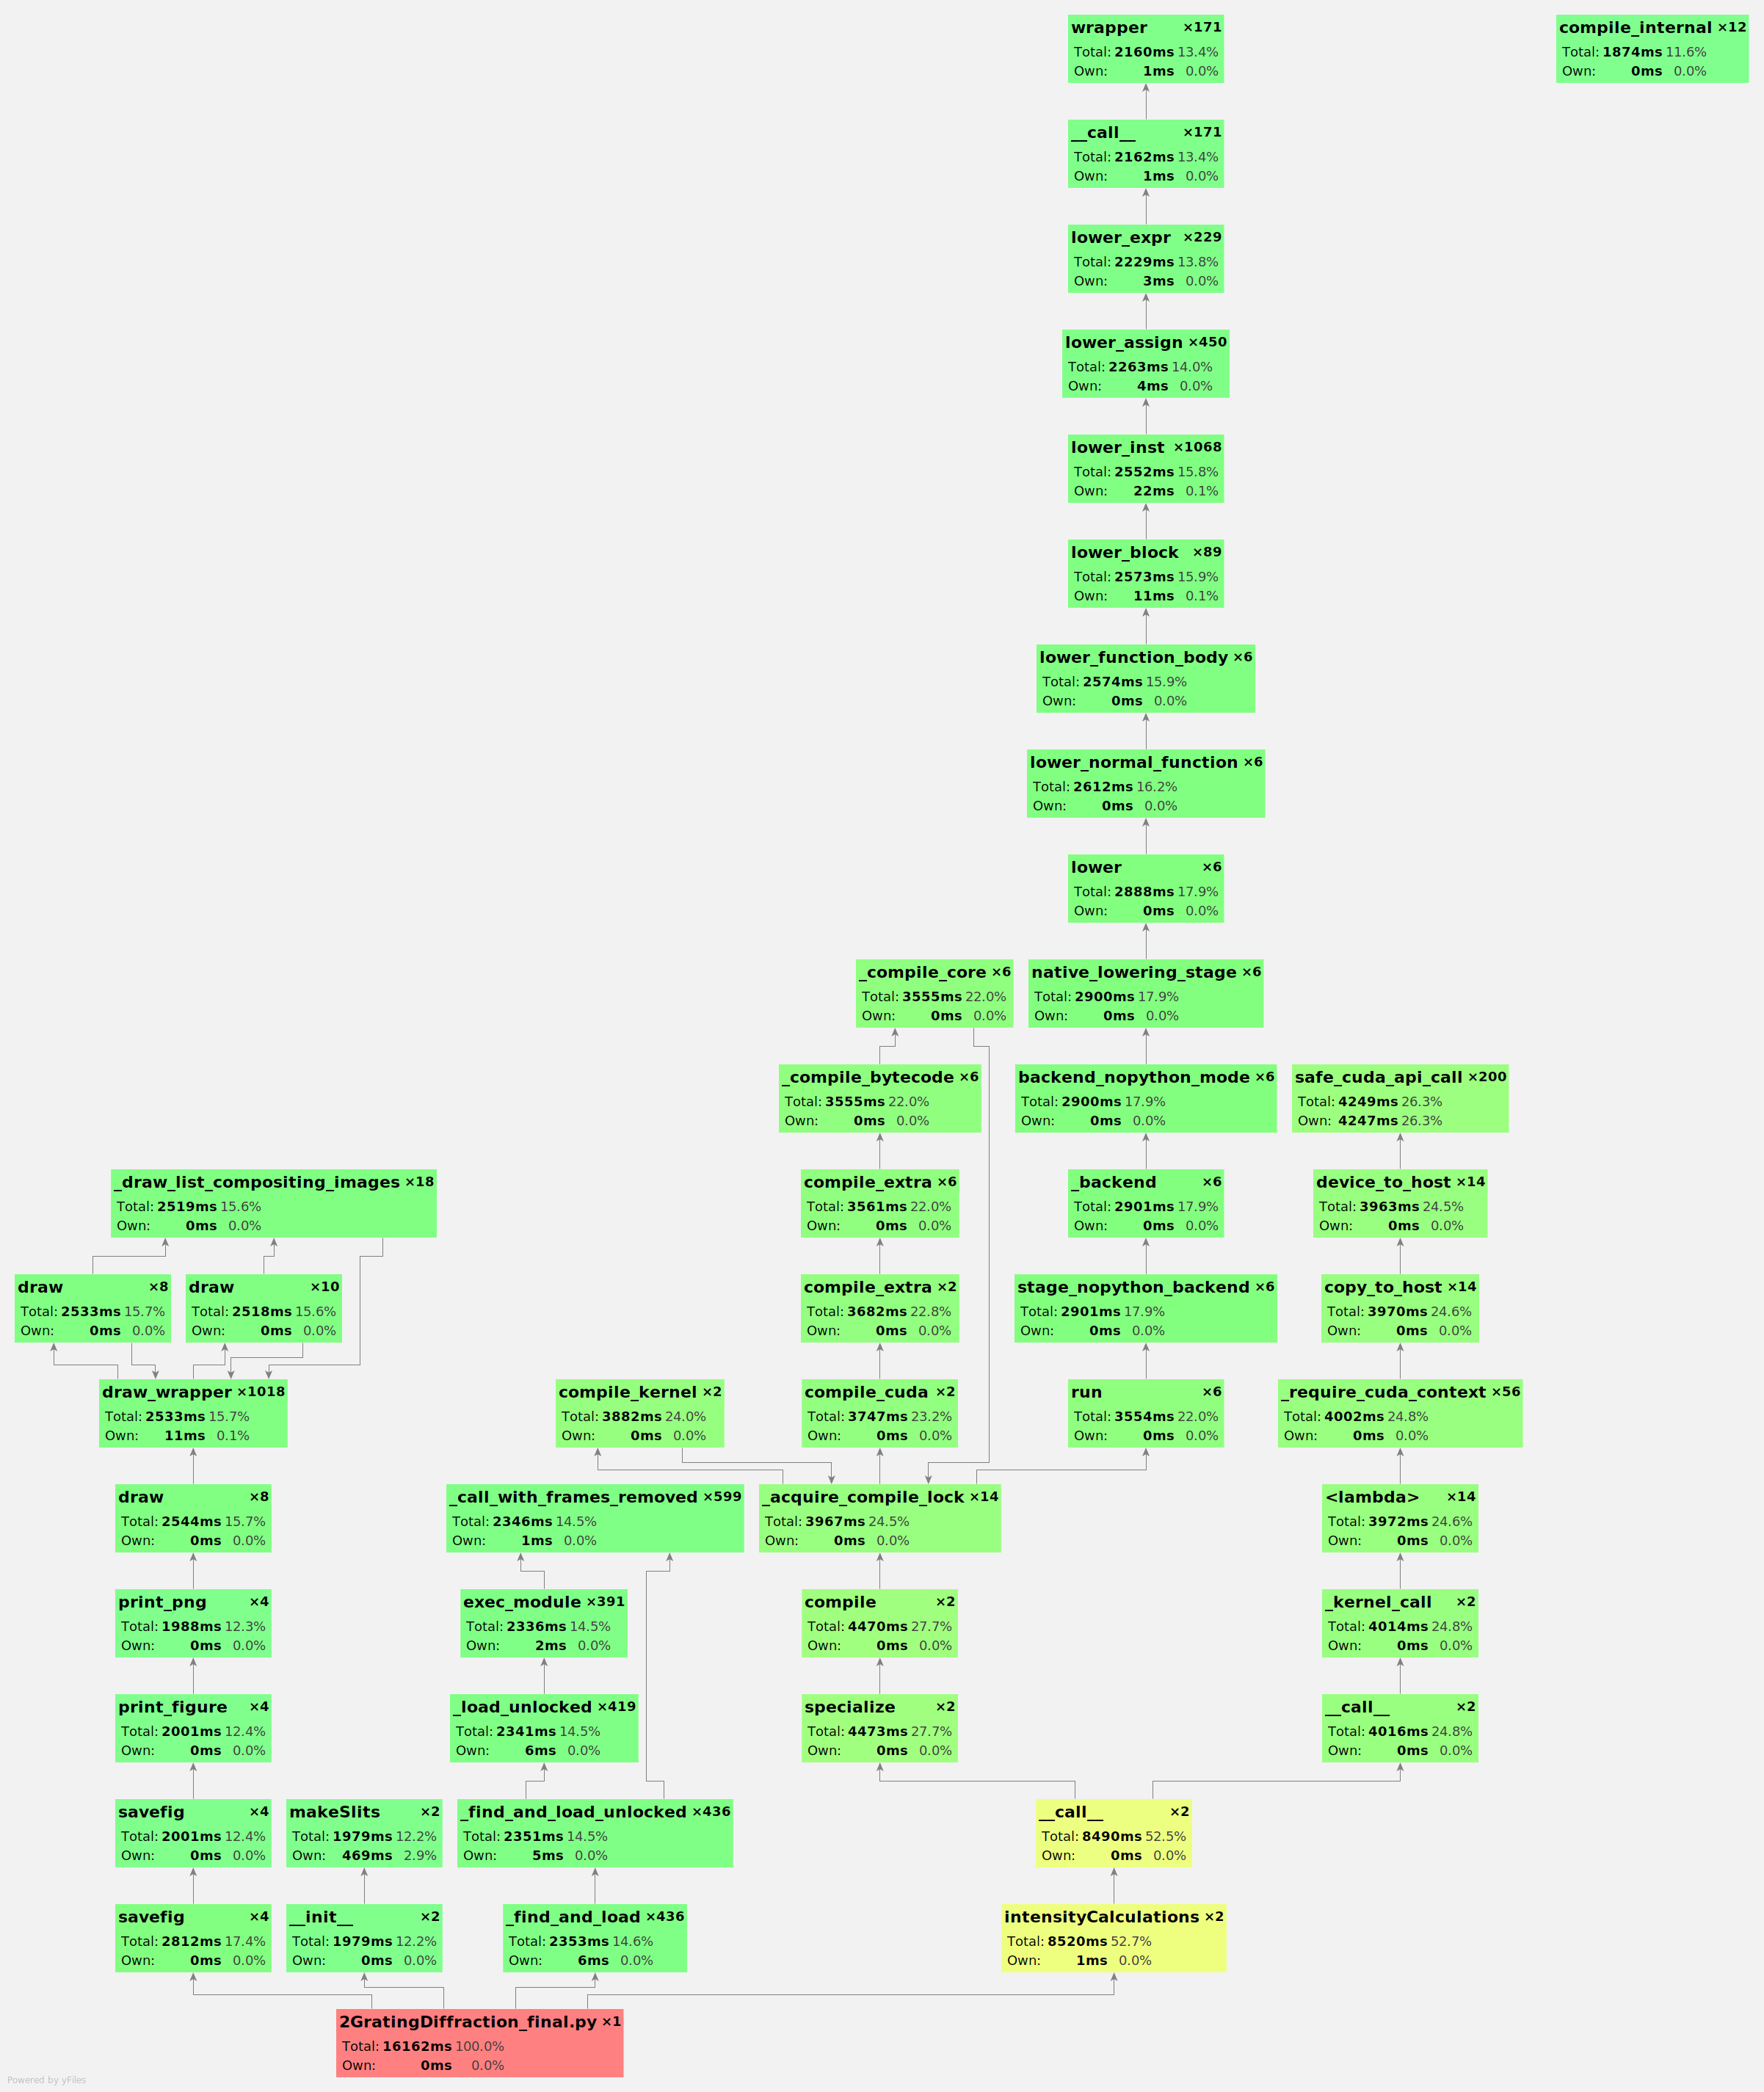 wrapper ×171
Total: 2160ms 13.4%
Own: 1ms 0.0%
compile_internal ×12
Total: 1874ms 11.6%
Own: 0ms 0.0%
__call__ ×171
Total: 2162ms 13.4%
Own: 1ms 0.0%
lower_expr ×229
Total: 2229ms 13.8%
Own: 3ms 0.0%
lower_assign ×450
Total: 2263ms 14.0%
Own: 4ms 0.0%
lower_inst ×1068
Total: 2552ms 15.8%
Own: 22ms 0.1%
lower_block ×89
Total: 2573ms 15.9%
Own: 11ms 0.1%
lower_function_body ×6
Total: 2574ms 15.9%
Own: 0ms 0.0%
lower_normal_function ×6
Total: 2612ms 16.2%
Own: 0ms 0.0%
lower ×6
Total: 2888ms 17.9%
Own: 0ms 0.0%
_compile_core ×6
Total: 3555ms 22.0%
Own: 0ms 0.0%
native_lowering_stage ×6
Total: 2900ms 17.9%
Own: 0ms 0.0%
_compile_bytecode ×6
Total: 3555ms 22.0%
Own: 0ms 0.0%
backend_nopython_mode ×6
Total: 2900ms 17.9%
Own: 0ms 0.0%
safe_cuda_api_call ×200
Total: 4249ms 26.3%
Own: 4247ms 26.3%
_draw_list_compositing_images ×18
Total: 2519ms 15.6%
Own: 0ms 0.0%
compile_extra ×6
Total: 3561ms 22.0%
Own: 0ms 0.0%
_backend ×6
Total: 2901ms 17.9%
Own: 0ms 0.0%
device_to_host ×14
Total: 3963ms 24.5%
Own: 0ms 0.0%
draw ×8
Total: 2533ms 15.7%
Own: 0ms 0.0%
draw ×10
Total: 2518ms 15.6%
Own: 0ms 0.0%
compile_extra ×2
Total: 3682ms 22.8%
Own: 0ms 0.0%
stage_nopython_backend ×6
Total: 2901ms 17.9%
Own: 0ms 0.0%
copy_to_host ×14
Total: 3970ms 24.6%
Own: 0ms 0.0%
draw_wrapper ×1018
Total: 2533ms 15.7%
Own: 11ms 0.1%
compile_kernel ×2
Total: 3882ms 24.0%
Own: 0ms 0.0%
compile_cuda ×2
Total: 3747ms 23.2%
Own: 0ms 0.0%
run ×6
Total: 3554ms 22.0%
Own: 0ms 0.0%
_require_cuda_context ×56
Total: 4002ms 24.8%
Own: 0ms 0.0%
draw ×8
Total: 2544ms 15.7%
Own: 0ms 0.0%
_call_with_frames_removed ×599
Total: 2346ms 14.5%
Own: 1ms 0.0%
_acquire_compile_lock ×14
Total: 3967ms 24.5%
Own: 0ms 0.0%
<lambda> ×14
Total: 3972ms 24.6%
Own: 0ms 0.0%
print_png ×4
Total: 1988ms 12.3%
Own: 0ms 0.0%
exec_module ×391
Total: 2336ms 14.5%
Own: 2ms 0.0%
compile ×2
Total: 4470ms 27.7%
Own: 0ms 0.0%
_kernel_call ×2
Total: 4014ms 24.8%
Own: 0ms 0.0%
print_figure ×4
Total: 2001ms 12.4%
Own: 0ms 0.0%
_load_unlocked ×419
Total: 2341ms 14.5%
Own: 6ms 0.0%
specialize ×2
Total: 4473ms 27.7%
Own: 0ms 0.0%
__call__ ×2
Total: 4016ms 24.8%
Own: 0ms 0.0%
savefig ×4
Total: 2001ms 12.4%
Own: 0ms 0.0%
makeSlits ×2
Total: 1979ms 12.2%
Own: 469ms 2.9%
_find_and_load_unlocked ×436
Total: 2351ms 14.5%
Own: 5ms 0.0%
__call__ ×2
Total: 8490ms 52.5%
Own: 0ms 0.0%
savefig ×4
Total: 2812ms 17.4%
Own: 0ms 0.0%
__init__ ×2
Total: 1979ms 12.2%
Own: 0ms 0.0%
_find_and_load ×436
Total: 2353ms 14.6%
Own: 6ms 0.0%
intensityCalculations ×2
Total: 8520ms 52.7%
Own: 1ms 0.0%
2GratingDiffraction_final.py ×1
Total: 16162ms 100.0%
Own: 0ms 0.0%
Powered by yFiles